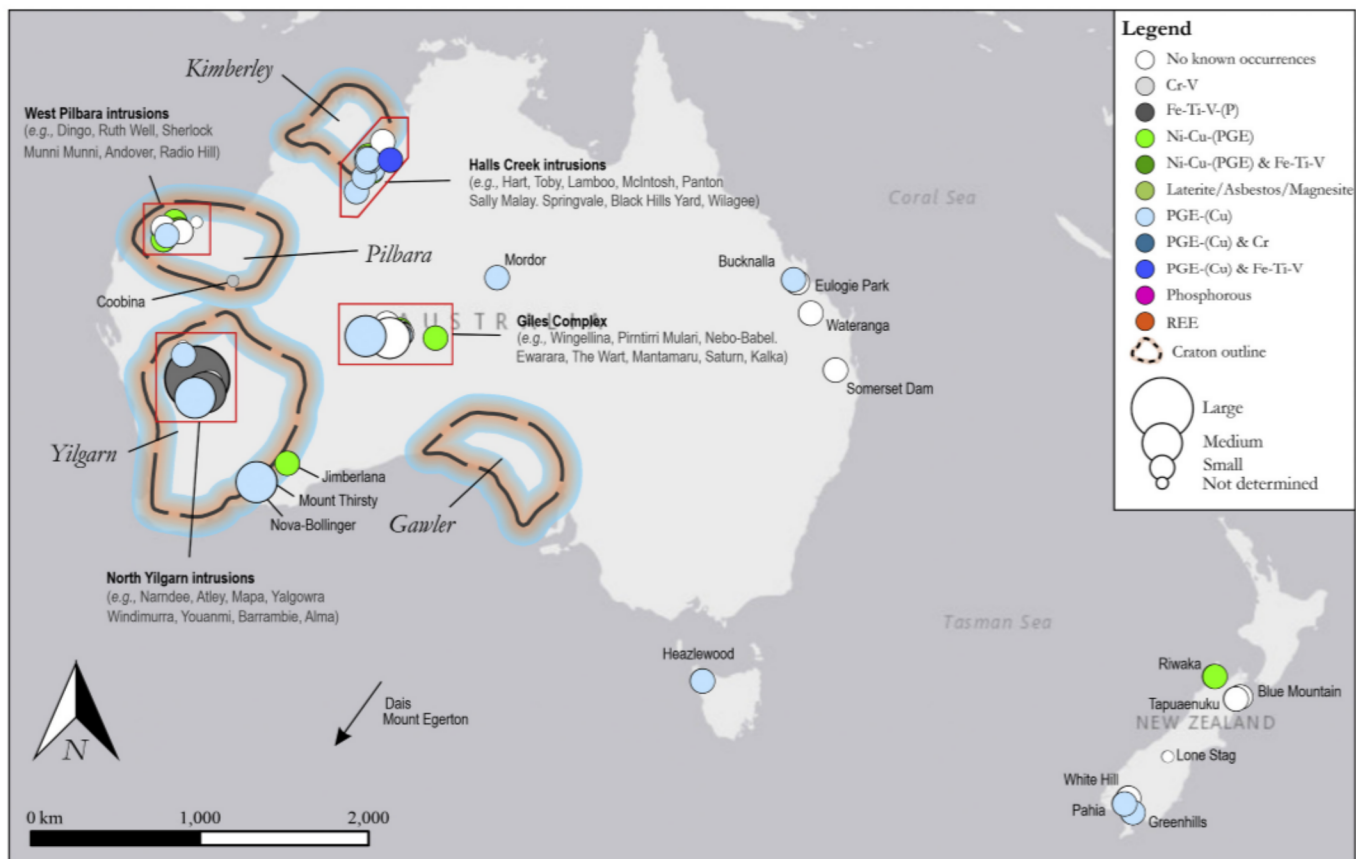 Kimberley
West Pilbara intrusions
(e.g., Dingo, Ruth Well, Sherlock
Munni Munni, Andover, Radio Hill)
Halls Creek intrusions
(e.g., Hart, Toby, Lamboo, McIntosh, Panton
Sally Malay. Springvale, Black Hills Yard, Wilagee)
Coral Sea
Pilbara
Coobina
Mordor
Bucknalla
Eulogie Park
Wateranga
Somerset Dam
AUSTRALIA
Giles Complex
(e.g., Wingellina, Pirntirri Mulari, Nebo-Babel.
Ewarara, The Wart, Mantamaru, Saturn, Kalka)
Yilgarn
Jimberlana
Mount Thirsty
Nova-Bollinger
Gawler
North Yilgarn intrusions
(e.g., Narndee, Atley, Mapa, Yalgowra
Windimurra, Youanmi, Barrambie, Alma)
Tasman Sea
Heazlewood
Dais
Mount Egerton
N
0 km
1,000
2,000
Riwaka
Blue Mountain
Tapuaenuku
NEW ZEALAND
Lone Stag
White Hill
Pahia
Greenhills
Legend
No known occurrences
Cr-V
Fe-Ti-V-(P)
Ni-Cu-(PGE)
Ni-Cu-(PGE) & Fe-Ti-V
Laterite/Asbestos/Magnesite
PGE-(Cu)
PGE-(Cu) & Cr
PGE-(Cu) & Fe-Ti-V
Phosphorous
REE
Craton outline
Large
Medium
Small
Not determined